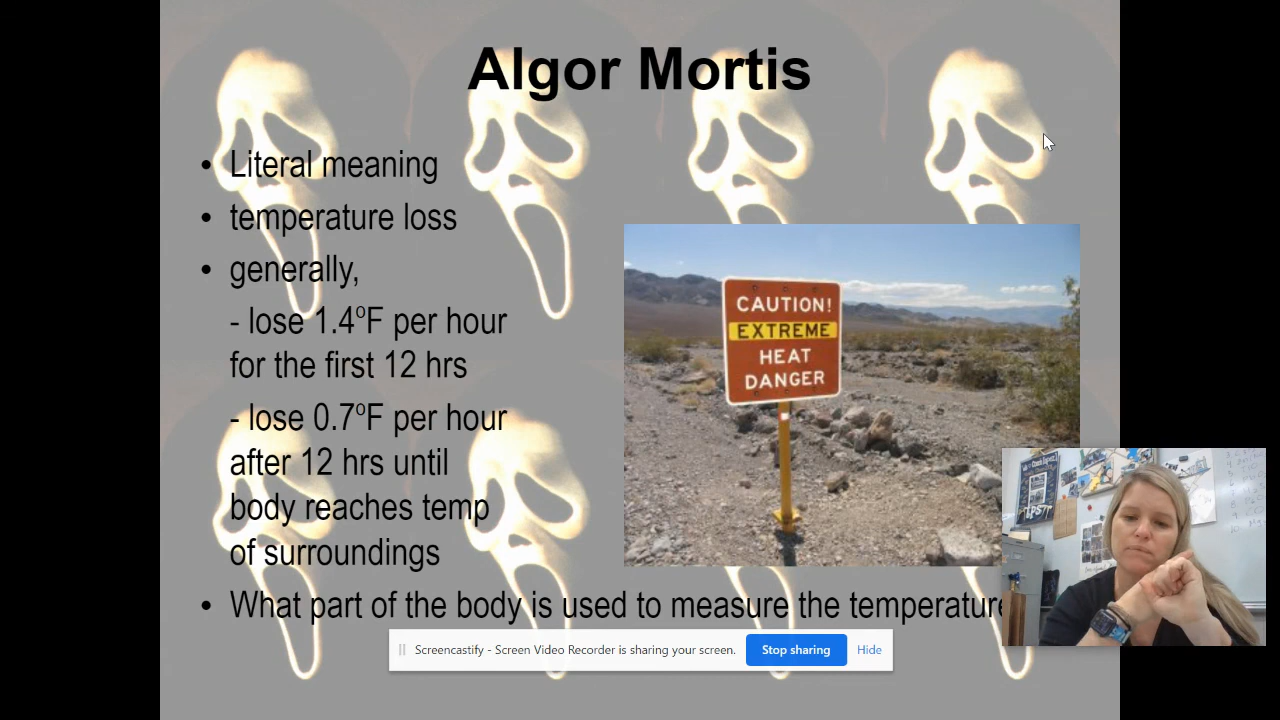 Algor Mortis
• Literal meaning
• temperature loss
• generally,
- lose 1.4ºF per hour
for the first 12 hrs
- lose 0.7ºF per hour
after 12 hrs until
body reaches temp
of surroundings
• What part of the body is used to measure the temperature
CAUTION!
EXTREME
HEAT
DANGER
Screencastify - Screen Video Recorder is sharing your screen.
Stop sharing
Hide